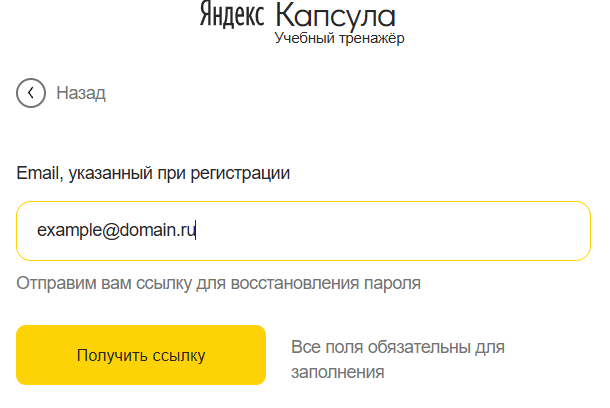 Яндекс Капсула
Учебный тренажёр
Назад
Email, указанный при регистрации
example@domain.ru
Отправим вам ссылку для восстановления пароля
Получить ссылку
Все поля обязательны для
заполнения